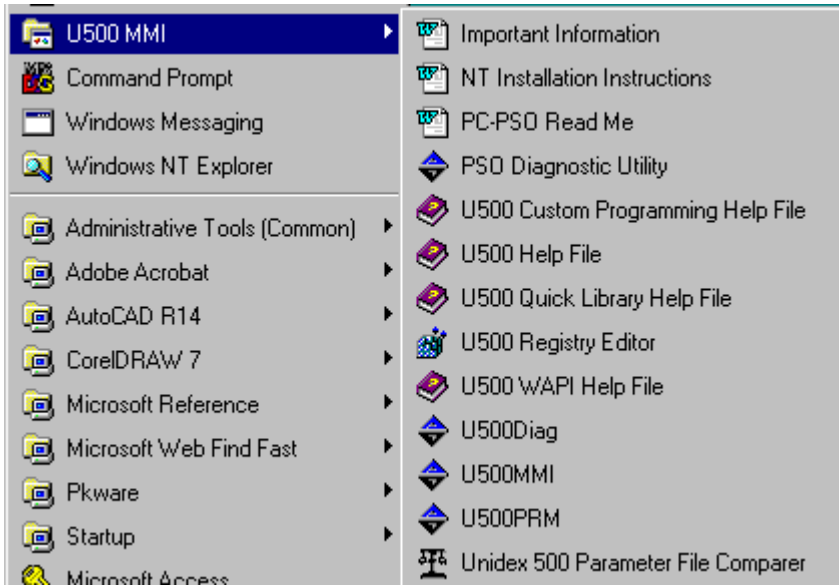 U500 MMI
Command Prompt
Windows Messaging
Windows NT Explorer
Administrative Tools (Common)
Adobe Acrobat
AutoCAD R14
CorelDRAW 7
Microsoft Reference
Microsoft Web Find Fast
Pkware
Startup
Microsoft Access
Important Information
NT Installation Instructions
PC-PSO Read Me
PSO Diagnostic Utility
U500 Custom Programming Help File
U500 Help File
U500 Quick Library Help File
U500 Registry Editor
U500 WAPI Help File
U500Diag
U500MMI
U500PRM
Unidex 500 Parameter File Comparer